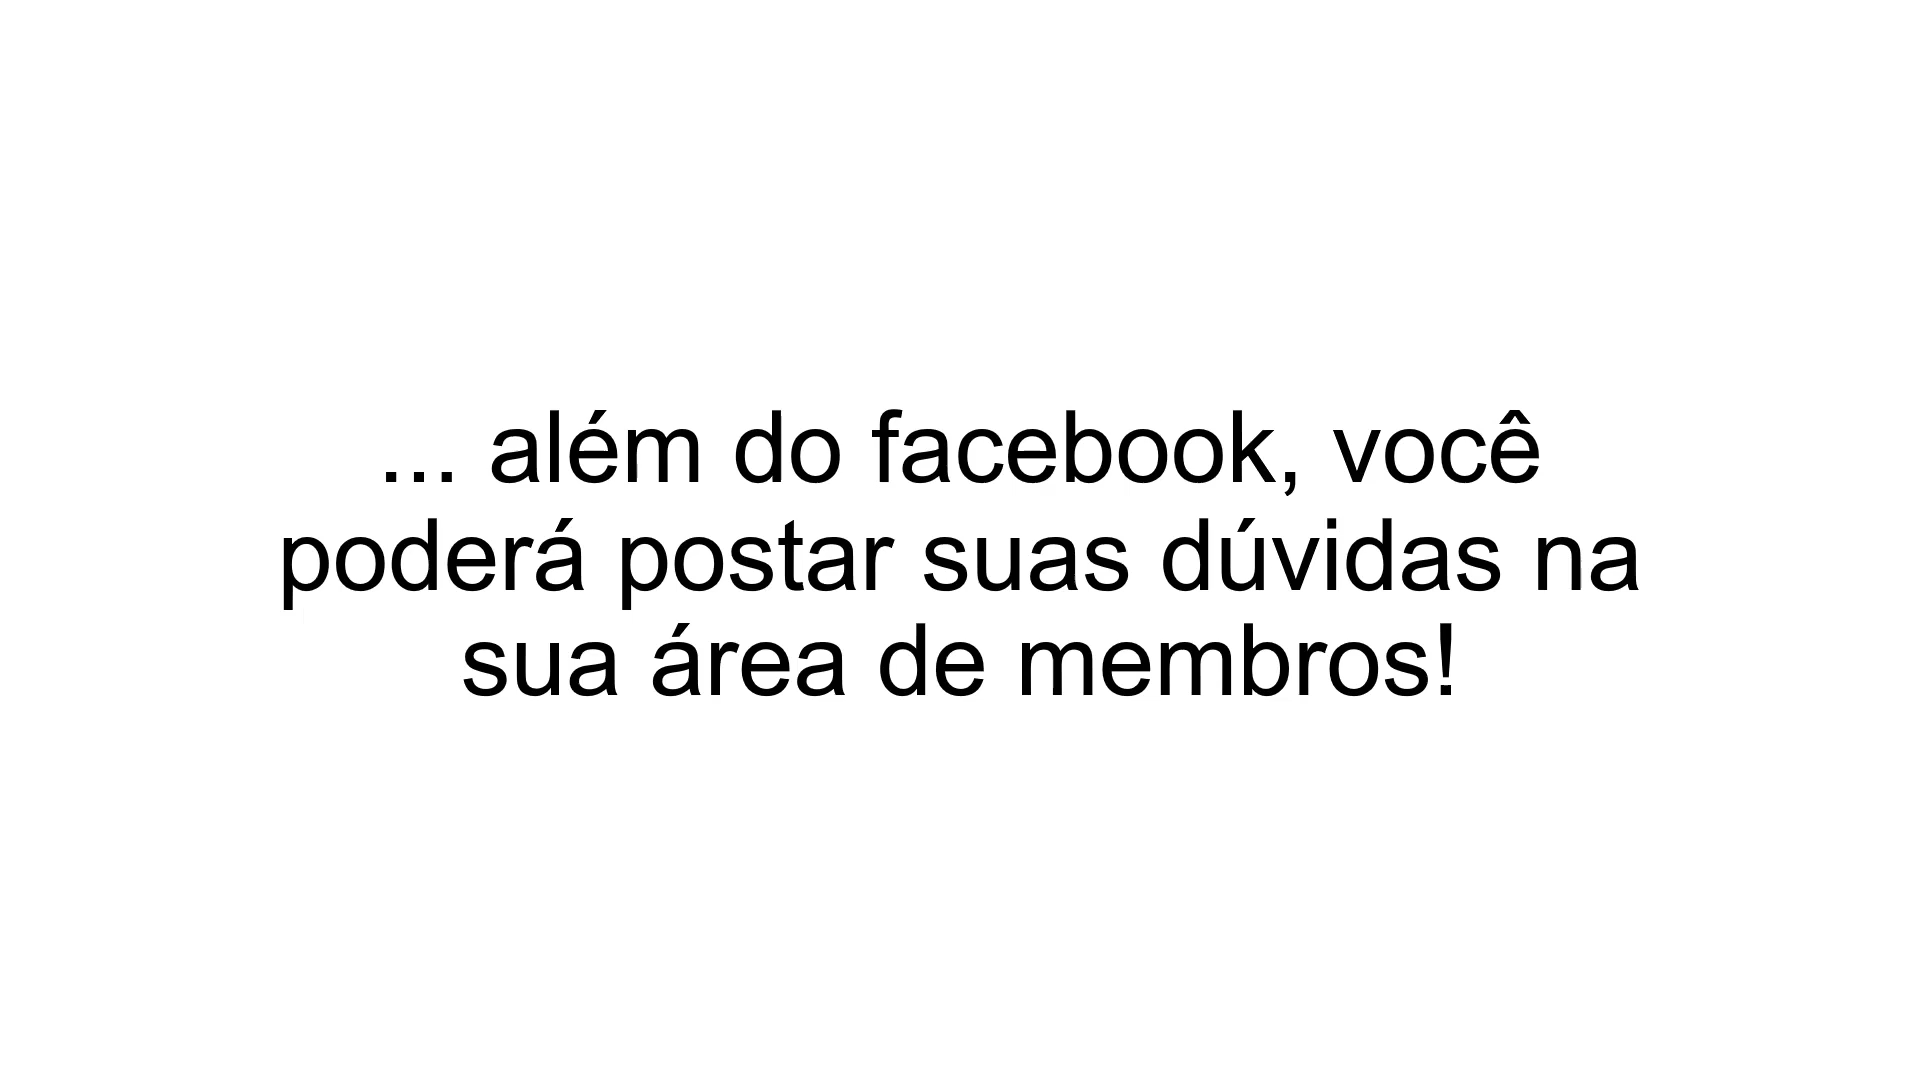 ... além do facebook, você
poderá postar suas dúvidas na
sua área de membros!